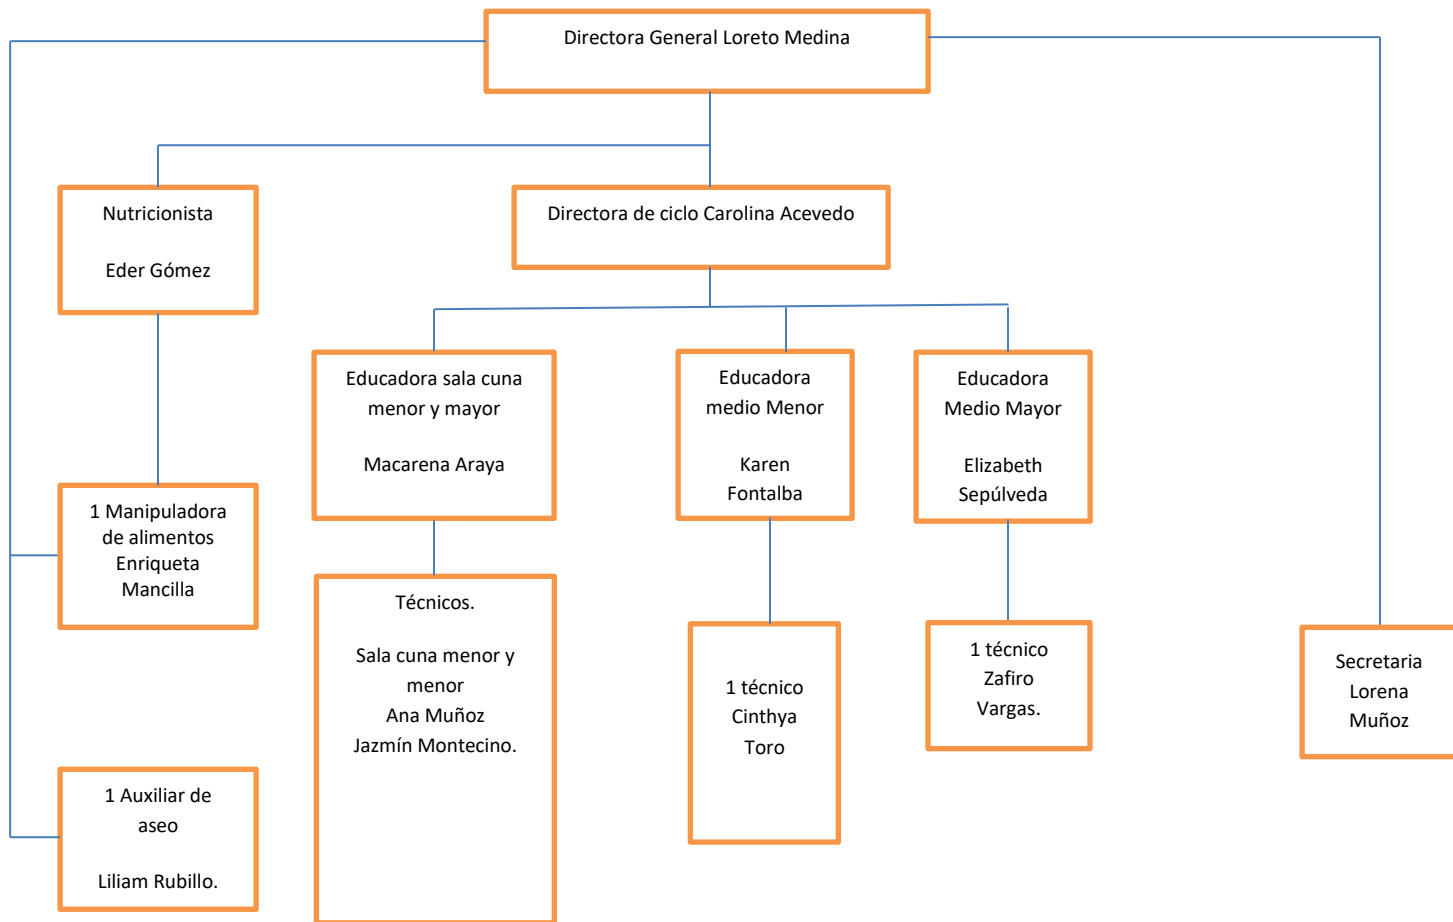 Directora General Loreto Medina
Nutricionista
Eder Gómez
Directora de ciclo Carolina Acevedo
Educadora sala cuna
menor y mayor
Macarena Araya
Educadora
medio Menor
Karen
Fontalba
Educadora
Medio Mayor
Elizabeth
Sepúlveda
1 Manipuladora
de alimentos
Enriqueta
Mancilla
Técnicos.
Sala cuna menor y
menor
Ana Muñoz
Jazmín Montecino.
1 técnico
Cinthya
Toro
1 técnico
Zafiro
Vargas.
Secretaria
Lorena
Muñoz
1 Auxiliar de
aseo
Liliam Rubillo.